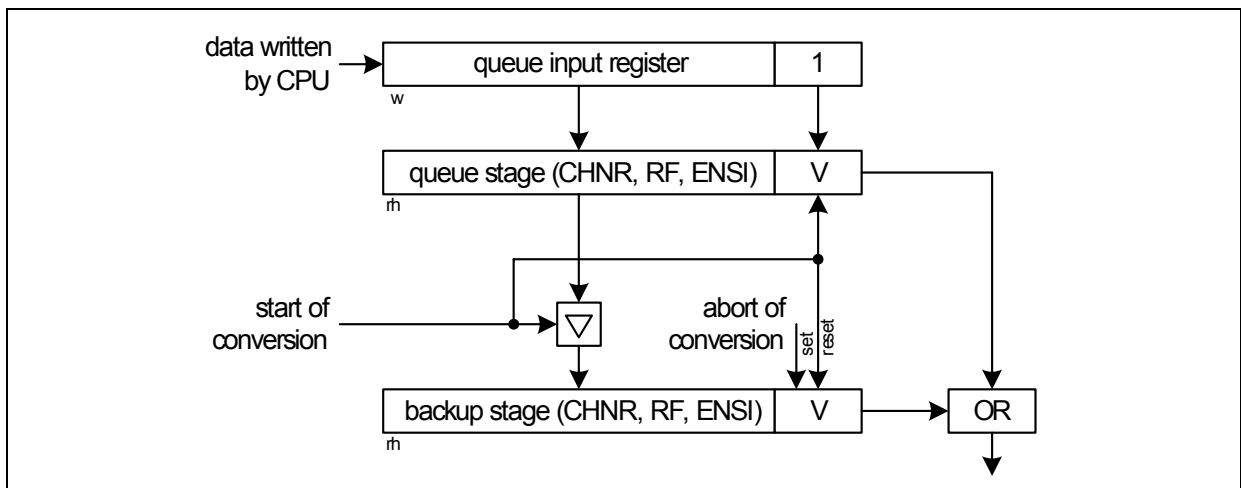 data written
by CPU
queue input register
1
w
queue stage (CHNR, RF, ENSI)
V
rh
start of
conversion
abort of
conversion
set
reset
backup stage (CHNR, RF, ENSI)
V
OR
rh